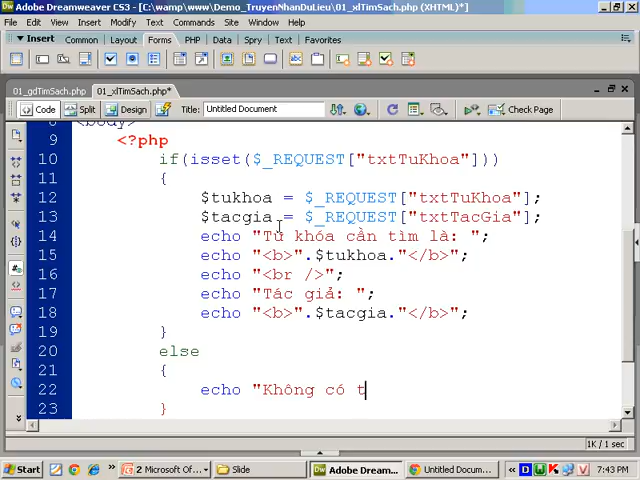 Adobe Dreamweaver CS3 - [C:\wamp\www\Demo_TruyenNhanDuLieu\01_xlTimSach.php (XHTML)*]
File Edit View Insert Modify Text Commands Site Window Help
Insert Common Layout Forms PHP Data Spry Text Favorites
01_gdTimSach.php 01_xlTimSach.php*
Code Split Design Title: Untitled Document Check Page
8 <body>
9 <?php
10 if(isset($_REQUEST["txtTuKhoa"]))
11 {
12 $tukhoa = $_REQUEST["txtTuKhoa"];
13 $tacgia = $_REQUEST["txtTacGia"];
14 echo "Từ khóa cần tìm là: ";
15 echo "<b>".$tukhoa."</b>";
16 echo "<br />";
17 echo "Tác giả: ";
18 echo "<b>".$tacgia."</b>";
19 }
20 else
21 {
22 echo "Không có t
23 }
1K / 1 sec
Start 2 Microsoft Of... Slide Adobe Dream... Untitled Documen... 7:43 PM